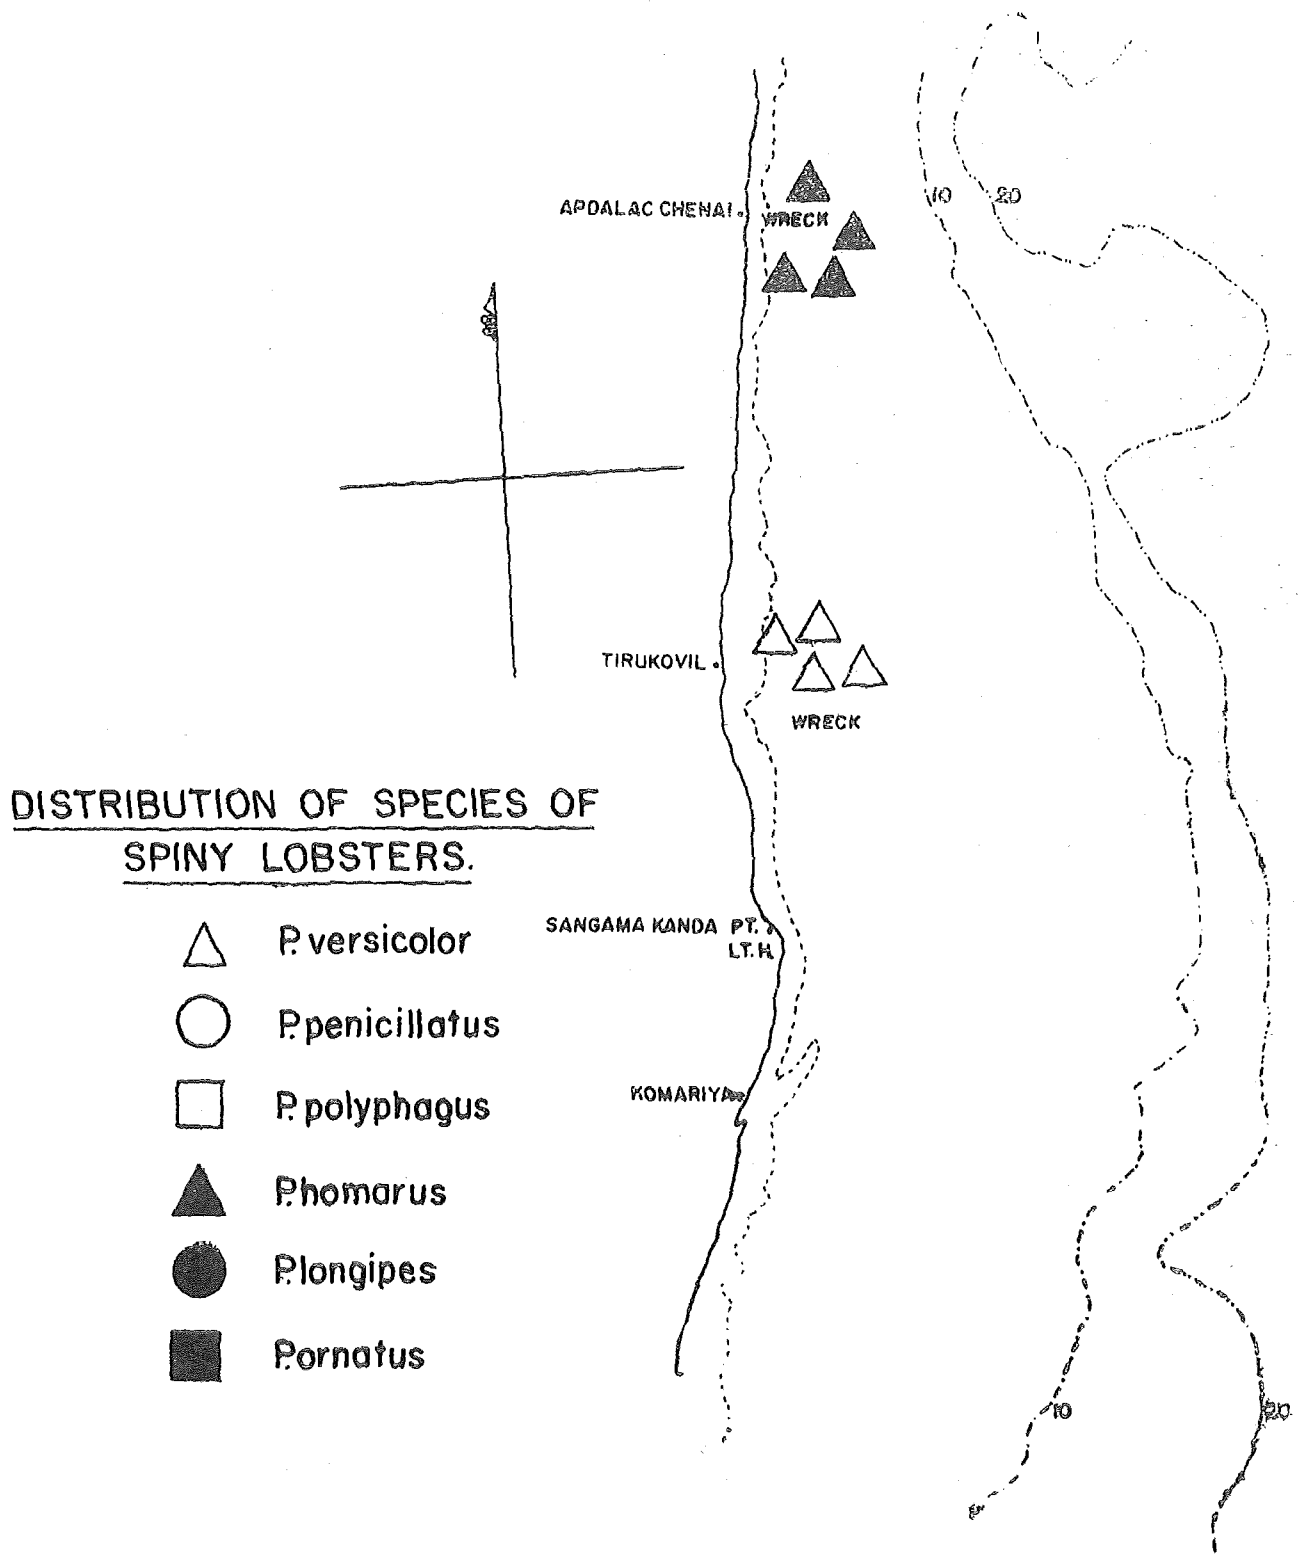 APDALAC CHENAI
WRECK
10
20
TIRUKOVIL
WRECK
DISTRIBUTION OF SPECIES OF
SPINY LOBSTERS.
P. versicolor
P. penicillatus
P. polyphagus
P. homarus
P. longipes
P. ornatus
SANGAMA KANDA PT.
LT. H.
KOMARIYA
10
20